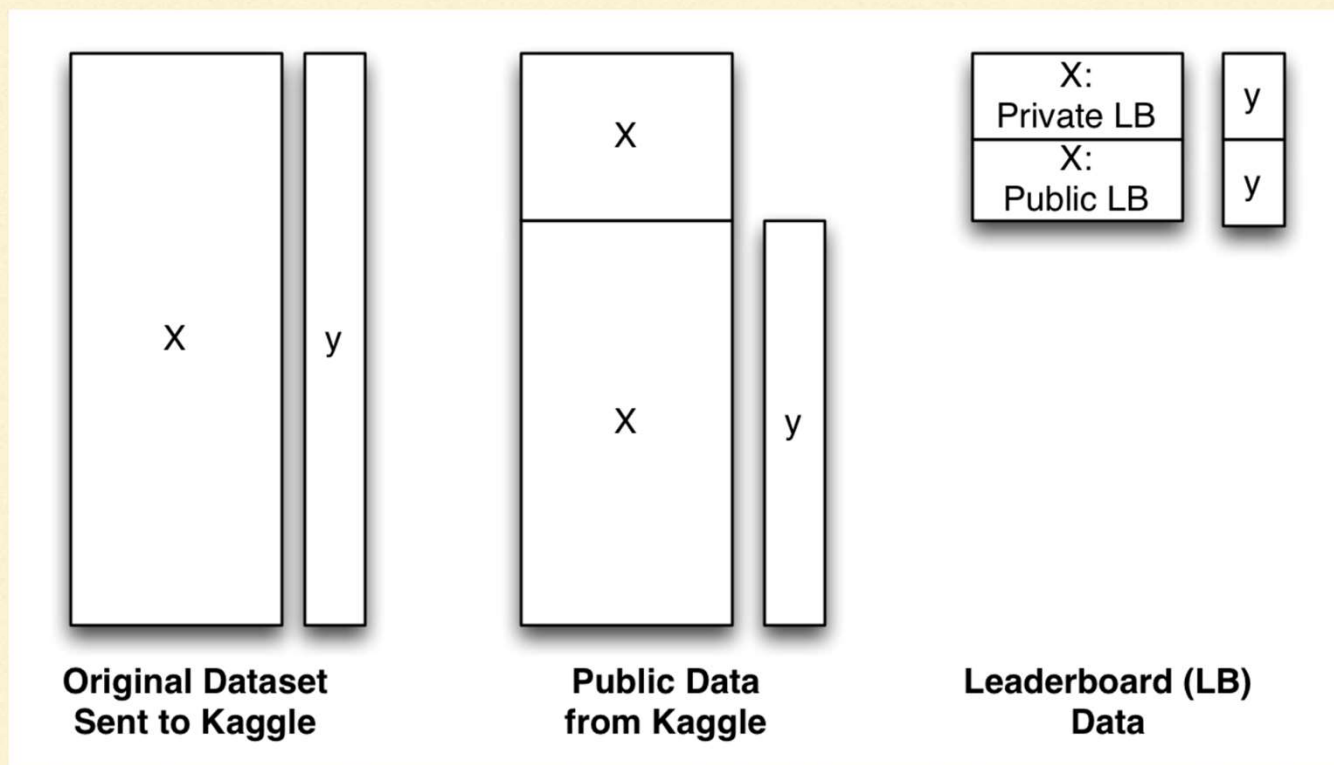 X
y
Original Dataset
Sent to Kaggle
X
X
y
Public Data
from Kaggle
X:
Private LB
y
X:
Public LB
y
Leaderboard (LB)
Data